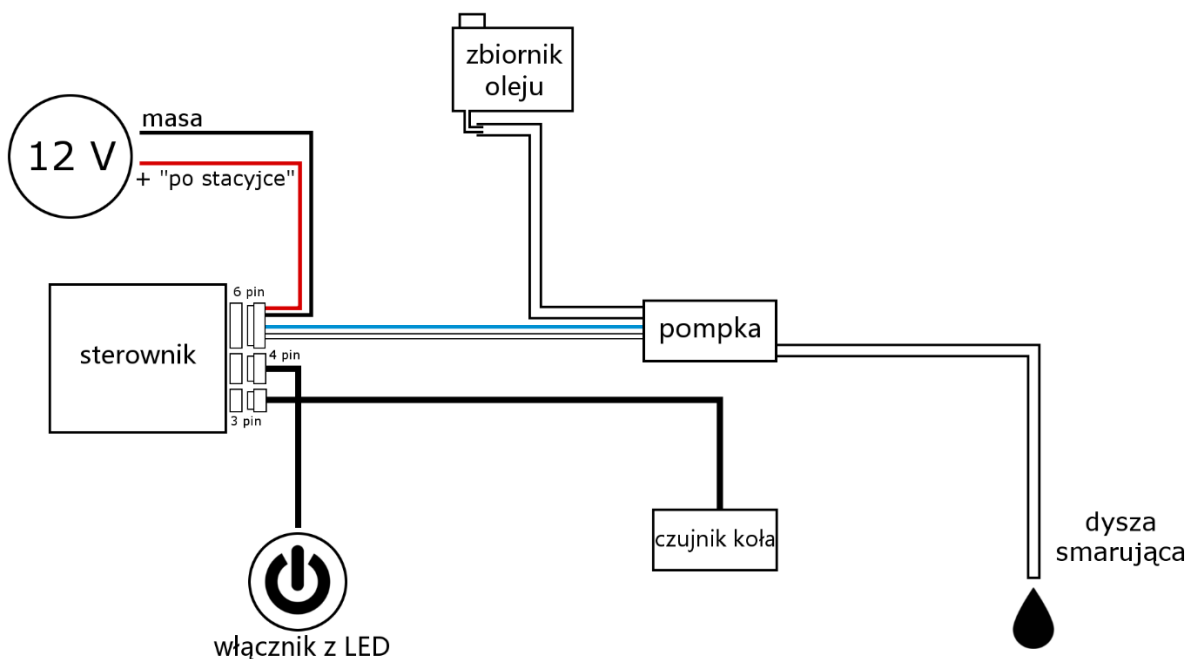 zbiornik
oleju
masa
12 V
+ "po stacyjce"
6 pin
sterownik
4 pin
3 pin
pompka
czujnik koła
dysza
smarująca
włącznik z LED